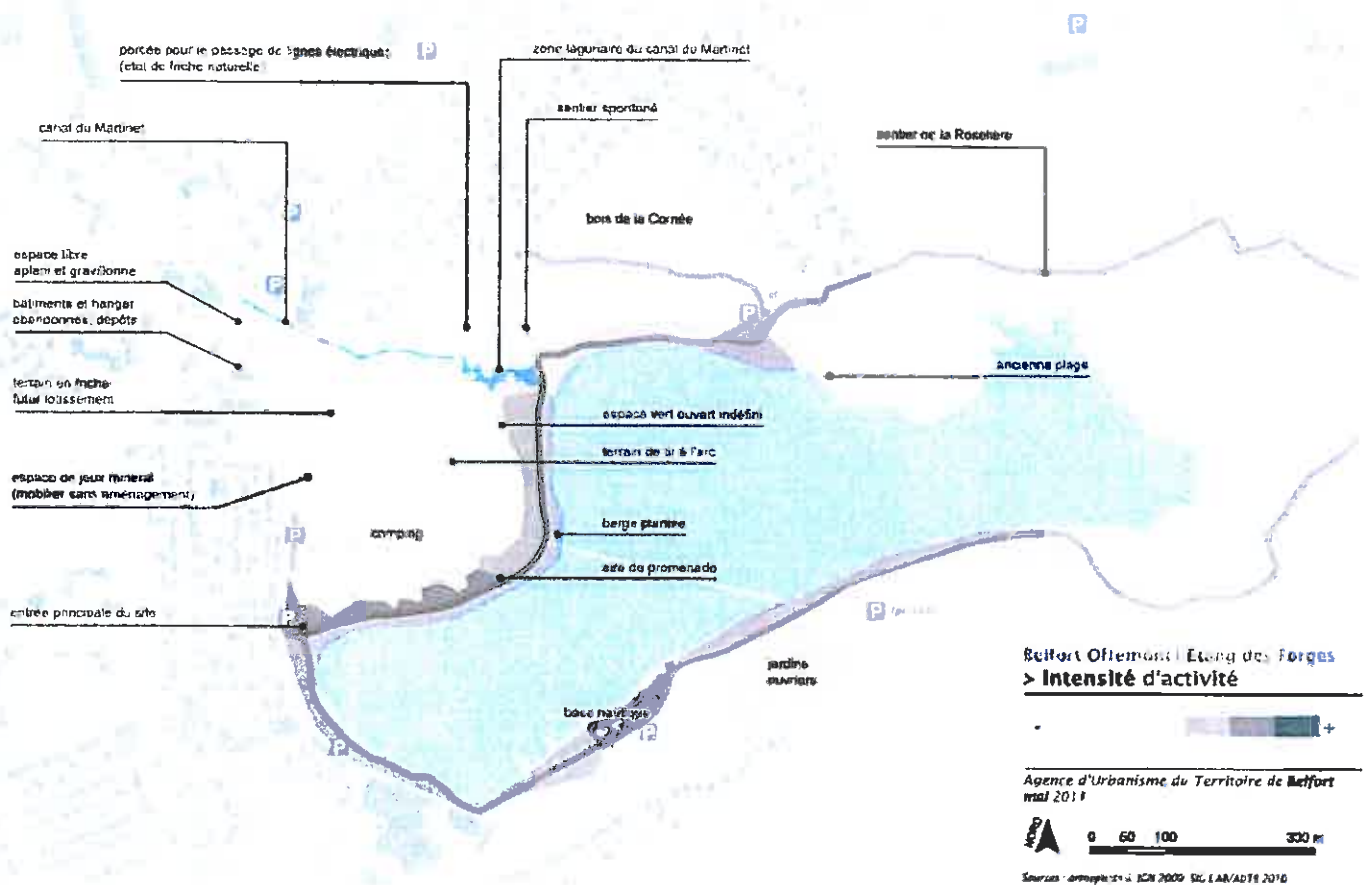 P
percée pour le passage de lignes électriques
(état de friche naturelle)
P
zone lagunaire du canal du Martinet
sentier spontané
canal du Martinet
sentier de la Roselière
bois de la Cornée
espace libre
aplani et gravillonné
P
bâtiments et hangar
abandonnés, dépôts
P
ancienne plage
terrain en friche
futur lotissement
espace vert ouvert indéfini
terrain de tir à l'arc
espace de jeux minéral
(mobilier sans aménagement)
berge plantée
P
camping
aire de promenade
entrée principale du site
P
P
jardins
ouvriers
base nautique
P
P
Belfort Offemont | Etang des Forges
> Intensité d'activité
- +
Agence d'Urbanisme du Territoire de Belfort
mai 2011
NORD
0 50 100 300 m